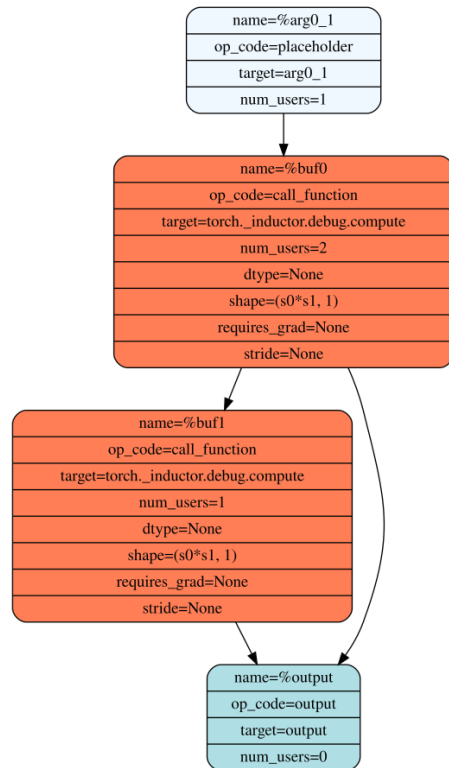 name=%arg0_1
op_code=placeholder
target=arg0_1
num_users=1
name=%buf0
op_code=call_function
target=torch._inductor.debug.compute
num_users=2
dtype=None
shape=(s0*s1, 1)
requires_grad=None
stride=None
name=%buf1
op_code=call_function
target=torch._inductor.debug.compute
num_users=1
dtype=None
shape=(s0*s1, 1)
requires_grad=None
stride=None
name=%output
op_code=output
target=output
num_users=0